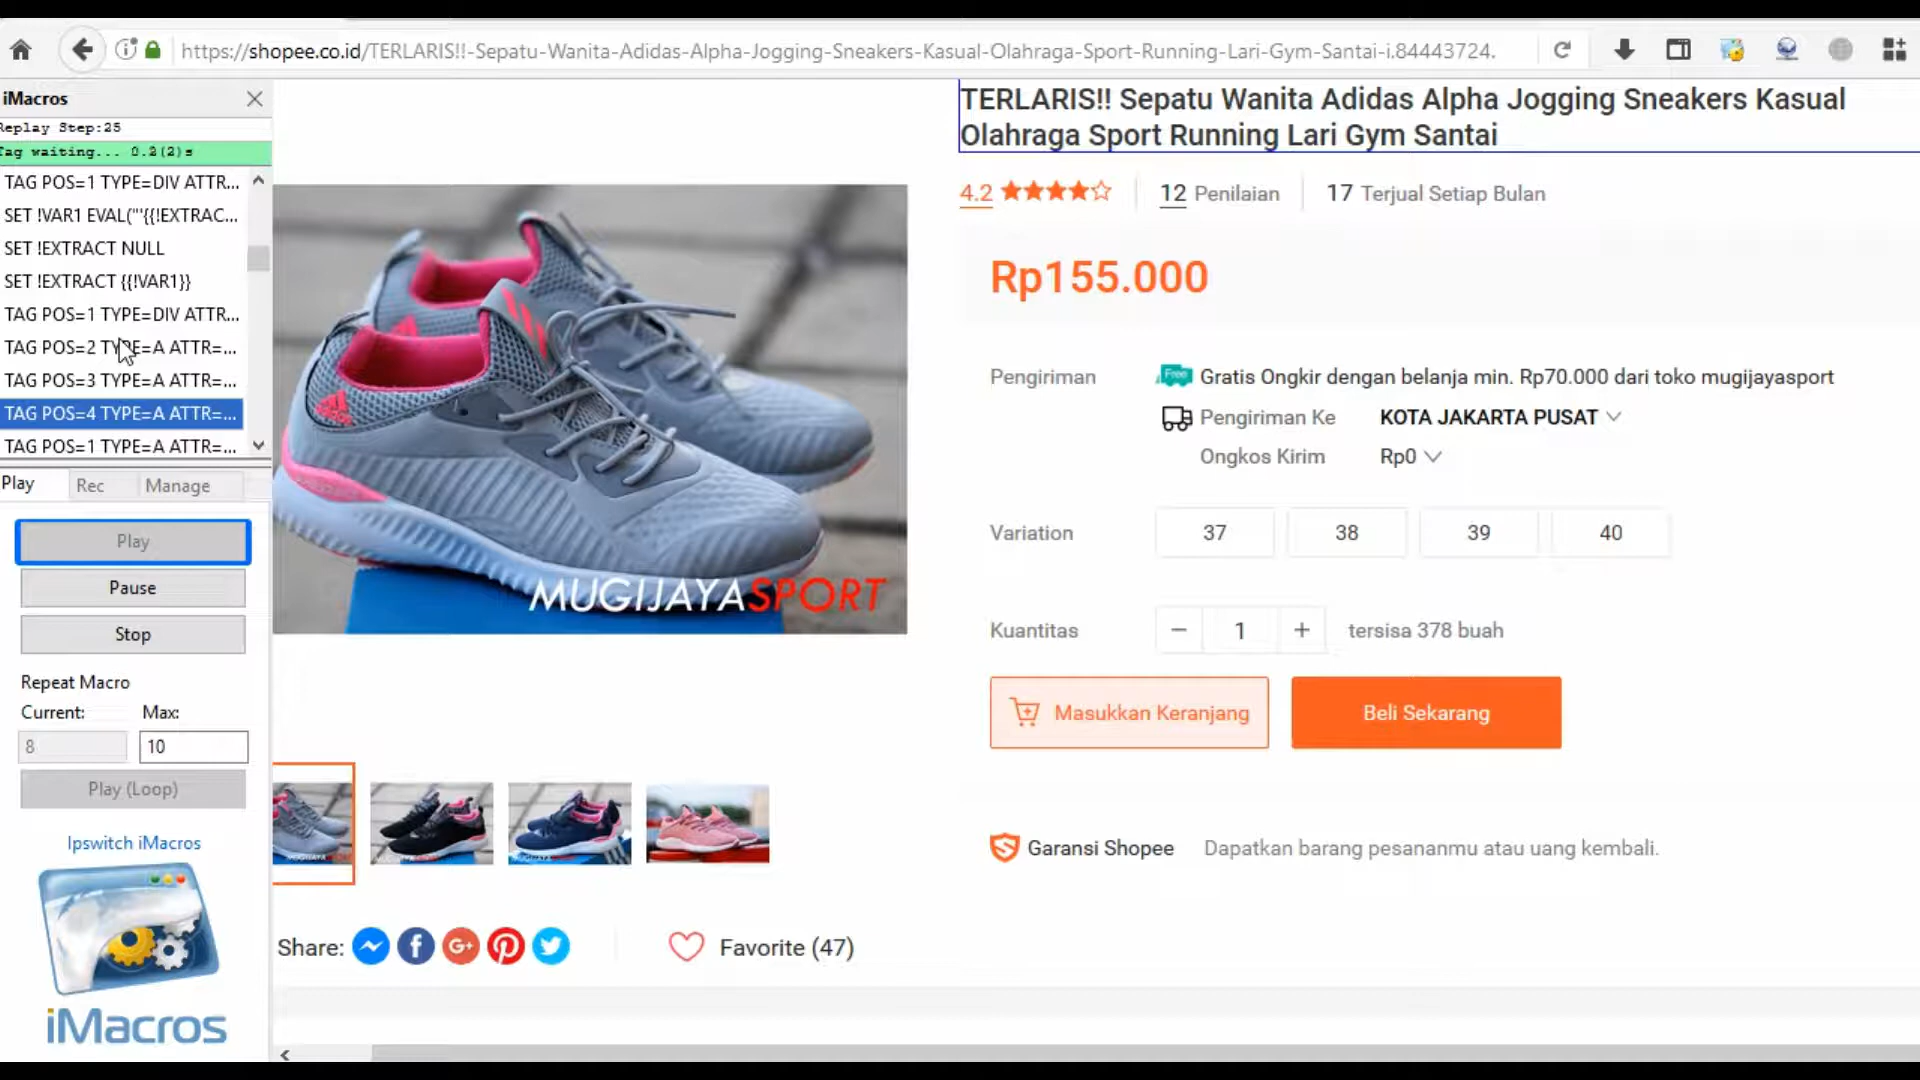 https://shopee.co.id/TERLARIS!!-Sepatu-Wanita-Adidas-Alpha-Jogging-Sneakers-Kasual-Olahraga-Sport-Running-Lari-Gym-Santai-i.84443724.
iMacros
Replay Step:25
Tag waiting... 0.2(2)s
TAG POS=1 TYPE=DIV ATTR...
SET !VAR1 EVAL("'{{!EXTRAC...
SET !EXTRACT NULL
SET !EXTRACT {{!VAR1}}
TAG POS=1 TYPE=DIV ATTR...
TAG POS=2 TYPE=A ATTR=...
TAG POS=3 TYPE=A ATTR=...
TAG POS=4 TYPE=A ATTR=...
TAG POS=1 TYPE=A ATTR=...
Play Rec Manage
Play
Pause
Stop
Repeat Macro
Current: Max:
8 10
Play (Loop)
Ipswitch iMacros
iMacros
MUGIJAYASPORT
Share:
Favorite (47)
TERLARIS!! Sepatu Wanita Adidas Alpha Jogging Sneakers Kasual
Olahraga Sport Running Lari Gym Santai
4.2 12 Penilaian 17 Terjual Setiap Bulan
Rp155.000
Pengiriman Free Gratis Ongkir dengan belanja min. Rp70.000 dari toko mugijayasport
Pengiriman Ke KOTA JAKARTA PUSAT
Ongkos Kirim Rp0
Variation 37 38 39 40
Kuantitas − 1 + tersisa 378 buah
Masukkan Keranjang Beli Sekarang
Garansi Shopee Dapatkan barang pesananmu atau uang kembali.